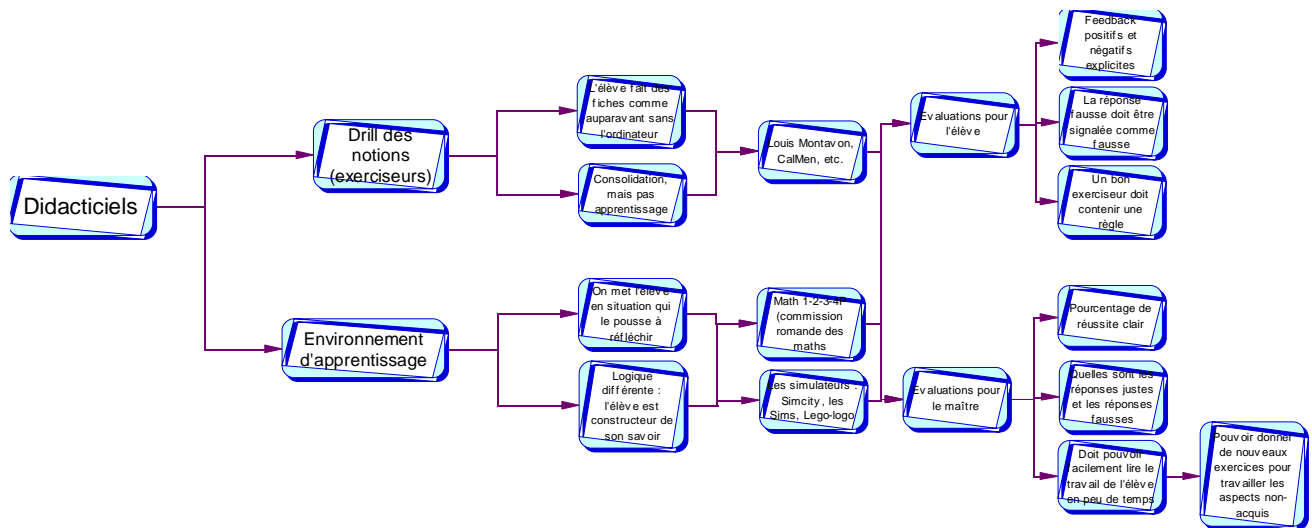 Didacticiels
Drill des
notions
(exerciseurs)
Environnement
d'apprentissage
L'élève fait des
fiches comme
auparavant sans
l'ordinateur
Consolidation,
mais pas
apprentissage
On met l'élève
en situation qui
le pousse à
réfléchir
Logique
différente :
l'élève est
constructeur de
son savoir
Louis Montavon,
CalMen, etc.
Math 1-2-3-4P
(commission
romande des
maths
Les simulateurs :
Simcity, les
Sims, Lego-logo
Evaluations pour
l'élève
Evaluations pour
le maître
Feedback
positifs et
négatifs
explicites
La réponse
fausse doit être
signalée comme
fausse
Un bon
exerciseur doit
contenir une
règle
Pourcentage de
réussite clair
Quelles sont les
réponses justes
et les réponses
fausses
Doit pouvoir
facilement lire le
travail de l'élève
en peu de temps
Pouvoir donner
de nouveaux
exercices pour
travailler les
aspects non-
acquis